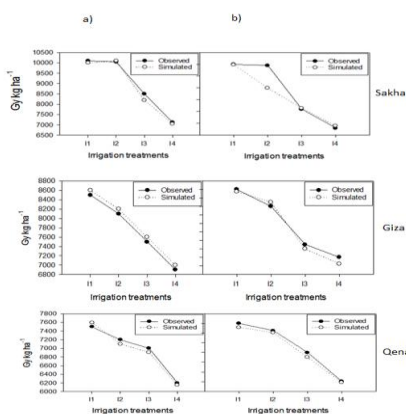 a) b)
10500
10000
9500
9000
8500
8000
7500
7000
6500
Gy kg ha-1
Observed
Simulated
Observed
Simulated
Sakha
I1 I2 I3 I4 I1 I2 I3 I4
Irrigation treatments Irrigation treatments
8800
8600
8400
8200
8000
7800
7600
7400
7200
7000
6800
Gy kg ha-1
Observed
Simulated
Observed
Simulated
Giza
I1 I2 I3 I4 I1 I2 I3 I4
Irrigation treatments Irrigation treatments
7800
7600
7400
7200
7000
6800
6600
6400
6200
6000
Gy kg ha-1
Observed
Simulated
Observed
Simulated
Qena
I1 I2 I3 I4 I1 I2 I3 I4
Irrigation treatments Irrigation treatments